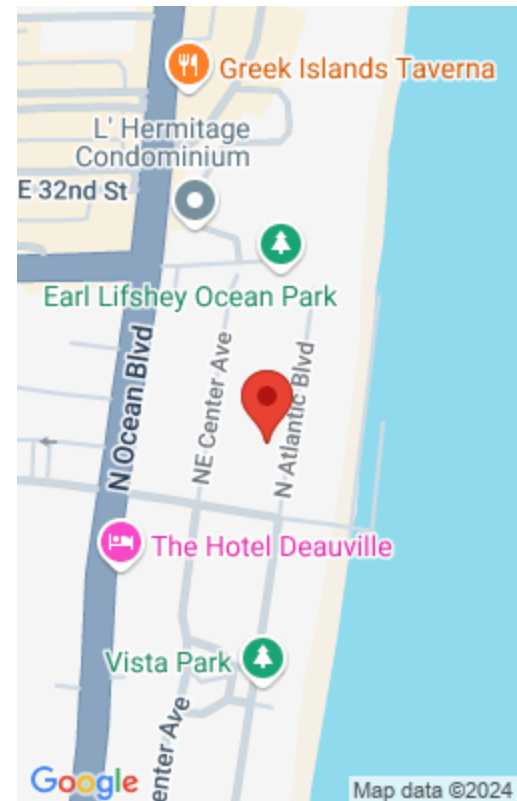 Greek Islands Taverna
L' Hermitage
Condominium
E 32nd St
Earl Lifshey Ocean Park
N Ocean Blvd
NE Center Ave
N Atlantic Blvd
The Hotel Deauville
Vista Park
enter Ave
Google
Map data ©2024